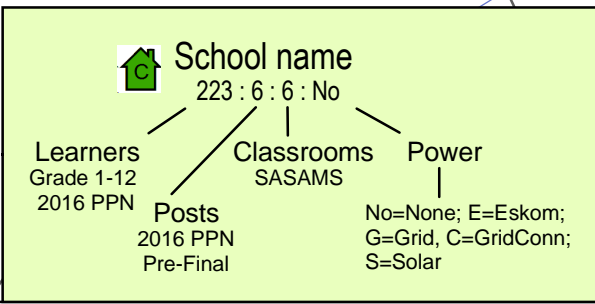 C
School name
223 : 6 : 6 : No
Learners
Grade 1-12
2016 PPN
Posts
2016 PPN
Pre-Final
Classrooms
SASAMS
Power
No=None; E=Eskom;
G=Grid, C=GridConn;
S=Solar